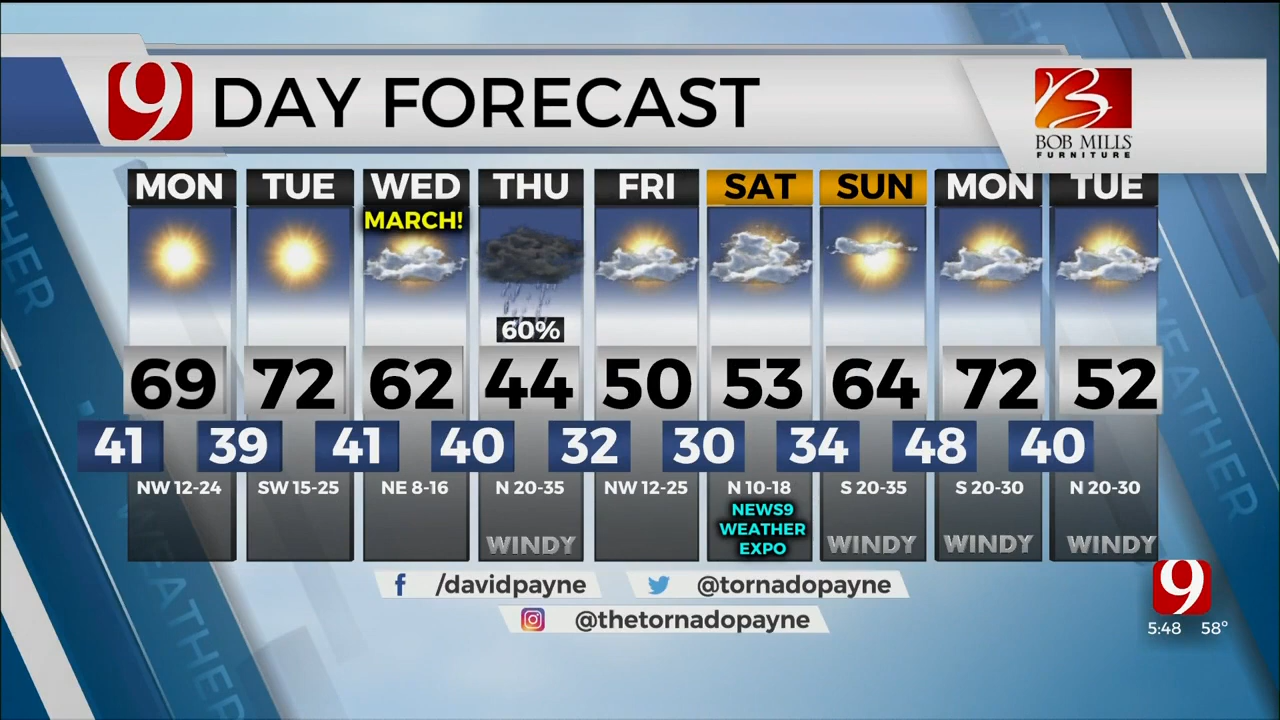 9 DAY FORECAST
B
BOB MILLS
FURNITURE
MON TUE WED THU FRI SAT SUN MON TUE
MARCH!
60%
69 72 62 44 50 53 64 72 52
41 39 41 40 32 30 34 48 40
NW 12-24 SW 15-25 NE 8-16 N 20-35 NW 12-25 N 10-18 S 20-35 S 20-30 N 20-30
NEWS9
WEATHER
EXPO
WINDY WINDY WINDY WINDY
f /davidpayne @tornadopayne
@thetornadopayne
9
5:48 58°
WEATHER
WEATHER
WEATHER